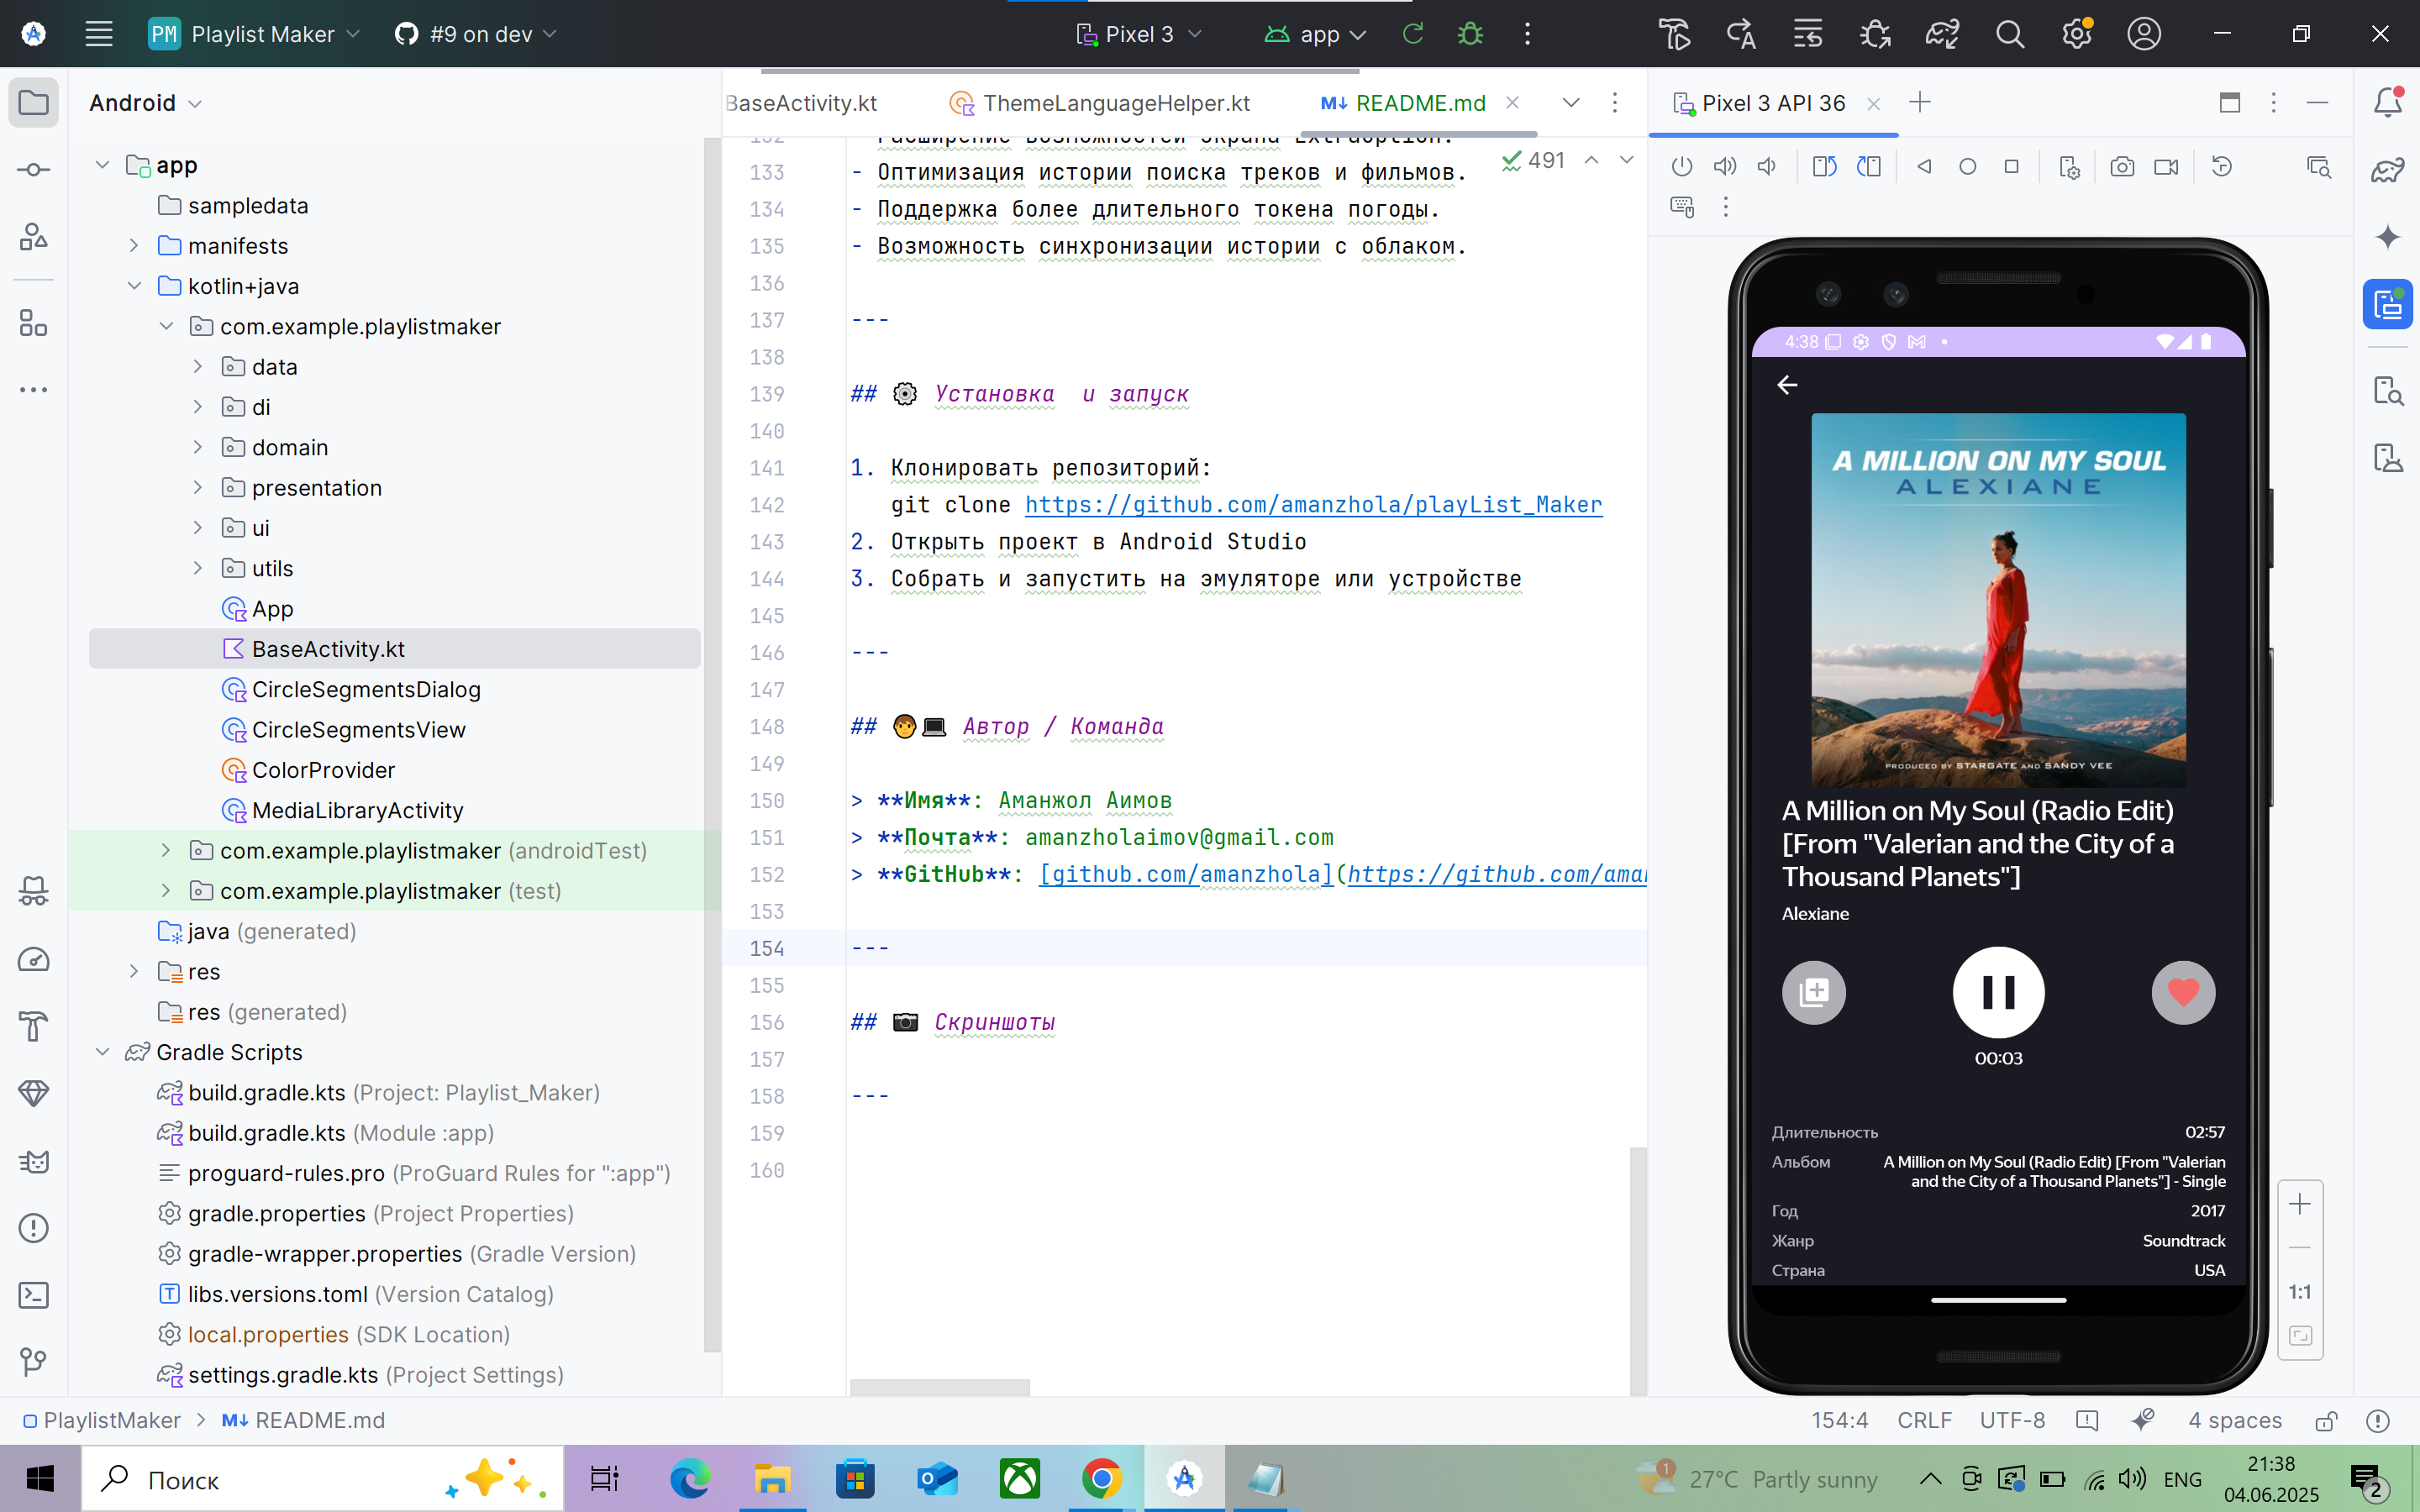 PM Playlist Maker
#9 on dev
Pixel 3
app
Android
app
sampledata
manifests
kotlin+java
com.example.playlistmaker
data
di
domain
presentation
ui
utils
App
BaseActivity.kt
CircleSegmentsDialog
CircleSegmentsView
ColorProvider
MediaLibraryActivity
com.example.playlistmaker (androidTest)
com.example.playlistmaker (test)
java (generated)
res
res (generated)
Gradle Scripts
build.gradle.kts (Project: Playlist_Maker)
build.gradle.kts (Module :app)
proguard-rules.pro (ProGuard Rules for ":app")
gradle.properties (Project Properties)
gradle-wrapper.properties (Gradle Version)
libs.versions.toml (Version Catalog)
local.properties (SDK Location)
settings.gradle.kts (Project Settings)
BaseActivity.kt
ThemeLanguageHelper.kt
M↓ README.md
491
132 Расширение возможностей экрана ExtraOption.
133 - Оптимизация истории поиска треков и фильмов.
134 - Поддержка более длительного токена погоды.
135 - Возможность синхронизации истории с облаком.
136
137 ---
138
139 ## ⚙️ Установка  и запуск
140
141 1. Клонировать репозиторий:
142 git clone https://github.com/amanzhola/playList_Maker
143 2. Открыть проект в Android Studio
144 3. Собрать и запустить на эмуляторе или устройстве
145
146 ---
147
148 ## 🧑‍💻 Автор / Команда
149
150 > **Имя**: Аманжол Аимов
151 > **Почта**: amanzholaimov@gmail.com
152 > **GitHub**: [github.com/amanzhola](https://github.com/aman
153
154 ---
155
156 ## 📷 Скриншоты
157
158 ---
159
160
Pixel 3 API 36
4:38
A MILLION ON MY SOUL
ALEXIANE
PRODUCED BY STARGATE AND SANDY VEE
A Million on My Soul (Radio Edit)
[From "Valerian and the City of a
Thousand Planets"]
Alexiane
00:03
Длительность 02:57
Альбом A Million on My Soul (Radio Edit) [From "Valerian
and the City of a Thousand Planets"] - Single
Год 2017
Жанр Soundtrack
Страна USA
1:1
PlaylistMaker > M↓ README.md
154:4 CRLF UTF-8 4 spaces
Поиск
1
27°C Partly sunny
ENG
21:38
04.06.2025
2